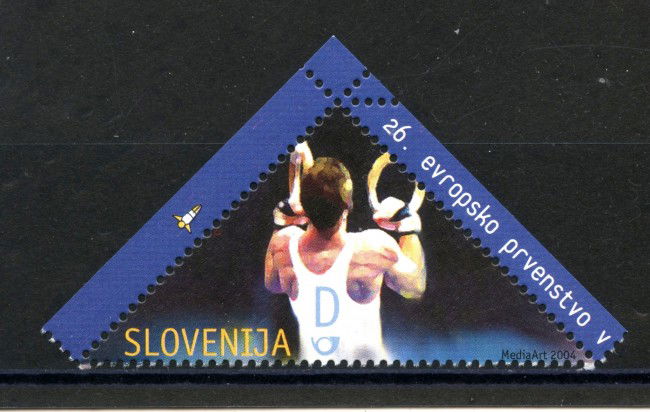 26. evropsko prvenstvo v
D
SLOVENIJA
MediaArt 2004